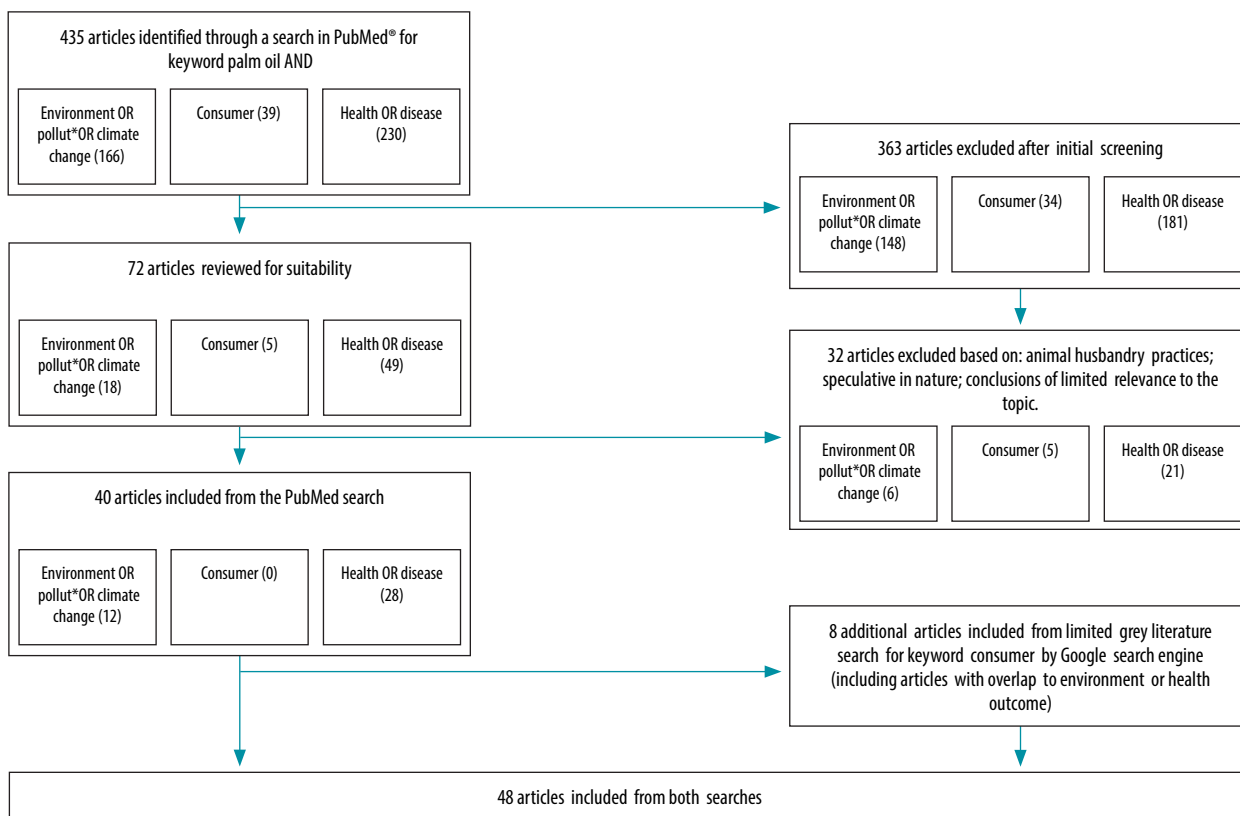 435 articles identified through a search in PubMed® for
keyword palm oil AND
Environment OR
pollut*OR climate
change (166)
Consumer (39)
Health OR disease
(230)
363 articles excluded after initial screening
Environment OR
pollut*OR climate
change (148)
Consumer (34)
Health OR disease
(181)
72 articles reviewed for suitability
Environment OR
pollut*OR climate
change (18)
Consumer (5)
Health OR disease
(49)
32 articles excluded based on: animal husbandry practices;
speculative in nature; conclusions of limited relevance to the
topic.
Environment OR
pollut*OR climate
change (6)
Consumer (5)
Health OR disease
(21)
40 articles included from the PubMed search
Environment OR
pollut*OR climate
change (12)
Consumer (0)
Health OR disease
(28)
8 additional articles included from limited grey literature
search for keyword consumer by Google search engine
(including articles with overlap to environment or health
outcome)
48 articles included from both searches